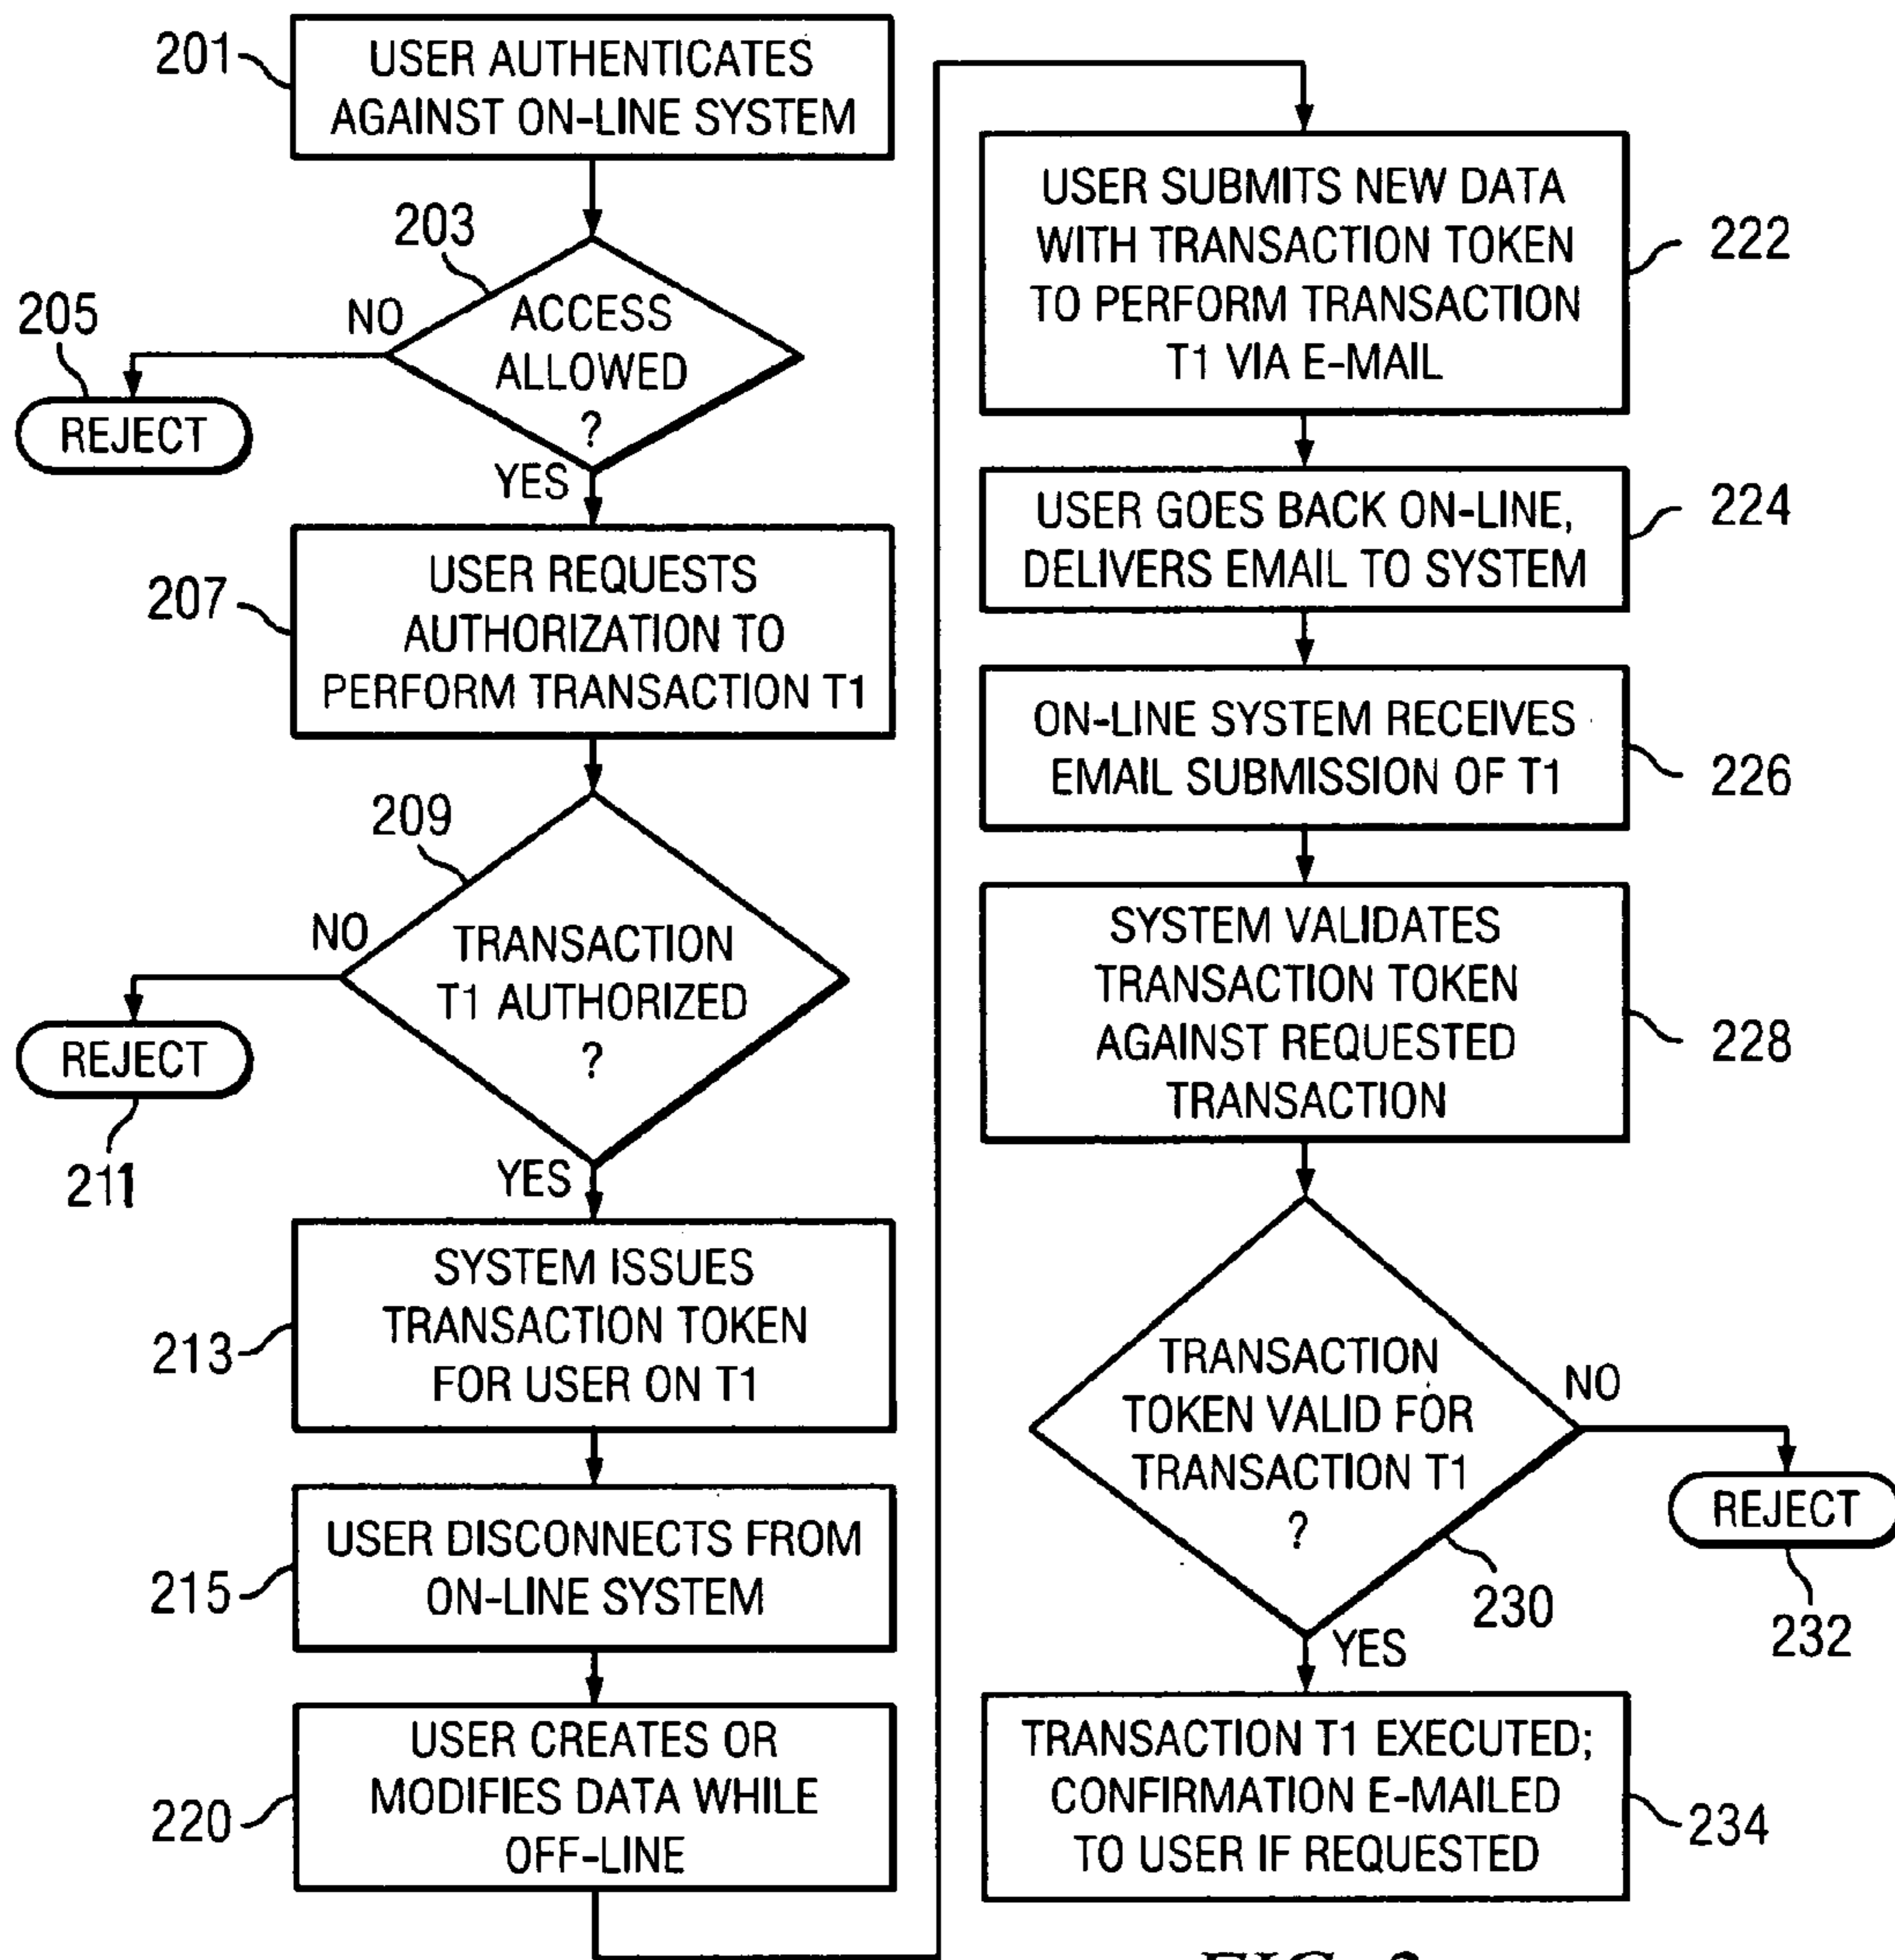 201
USER AUTHENTICATES
AGAINST ON-LINE SYSTEM
203
ACCESS
ALLOWED
?
NO
205
REJECT
YES
207
USER REQUESTS
AUTHORIZATION TO
PERFORM TRANSACTION T1
209
TRANSACTION
T1 AUTHORIZED
?
NO
REJECT
211
YES
213
SYSTEM ISSUES
TRANSACTION TOKEN
FOR USER ON T1
215
USER DISCONNECTS FROM
ON-LINE SYSTEM
220
USER CREATES OR
MODIFIES DATA WHILE
OFF-LINE
USER SUBMITS NEW DATA
WITH TRANSACTION TOKEN
TO PERFORM TRANSACTION
T1 VIA E-MAIL
222
USER GOES BACK ON-LINE,
DELIVERS EMAIL TO SYSTEM
224
ON-LINE SYSTEM RECEIVES
EMAIL SUBMISSION OF T1
226
SYSTEM VALIDATES
TRANSACTION TOKEN
AGAINST REQUESTED
TRANSACTION
228
TRANSACTION
TOKEN VALID FOR
TRANSACTION T1
?
230
NO
REJECT
232
YES
TRANSACTION T1 EXECUTED;
CONFIRMATION E-MAILED
TO USER IF REQUESTED
234